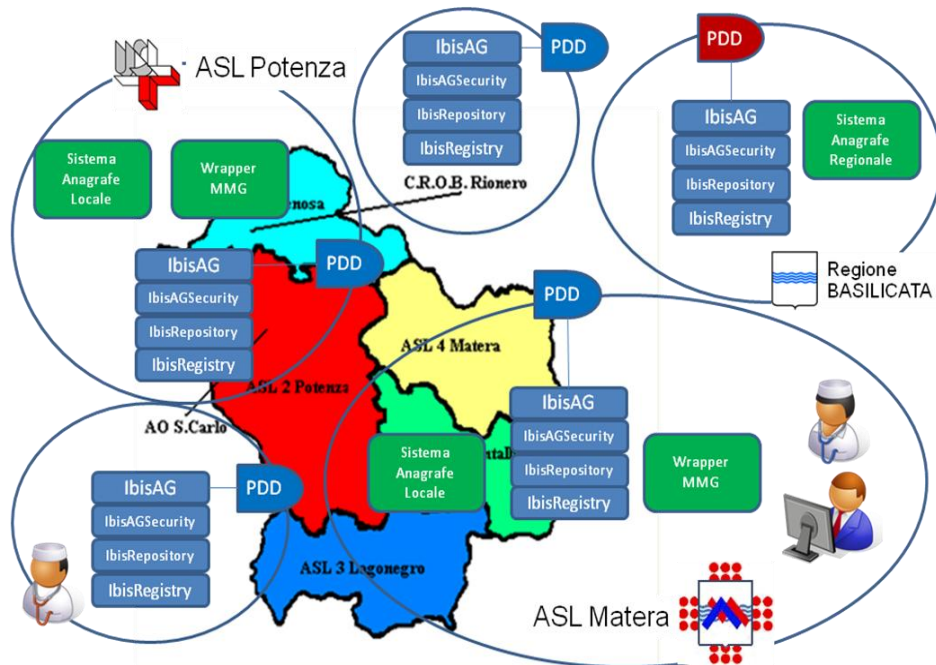 ASL Potenza
Sistema
Anagrafe
Locale
Wrapper
MMG
IbisAG
PDD
IbisAGSecurity
IbisRepository
IbisRegistry
IbisAG
PDD
IbisAGSecurity
IbisRepository
IbisRegistry
C.R.O.B. Rionero
PDD
IbisAG
IbisAGSecurity
IbisRepository
IbisRegistry
Sistema
Anagrafe
Regionale
Regione
BASILICATA
ASL 2 Potenza
AO S.Carlo
ASL 4 Matera
PDD
IbisAG
IbisAGSecurity
IbisRepository
IbisRegistry
Sistema
Anagrafe
Locale
Wrapper
MMG
IbisAG
PDD
IbisAGSecurity
IbisRepository
IbisRegistry
ASL 3 Lagonegro
ASL Matera